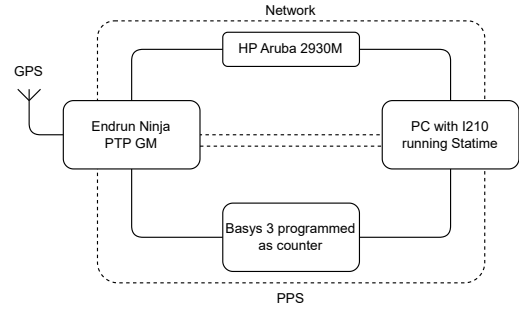 Network
HP Aruba 2930M
GPS
Endrun Ninja
PTP GM
PC with I210
running Statime
Basys 3 programmed
as counter
PPS